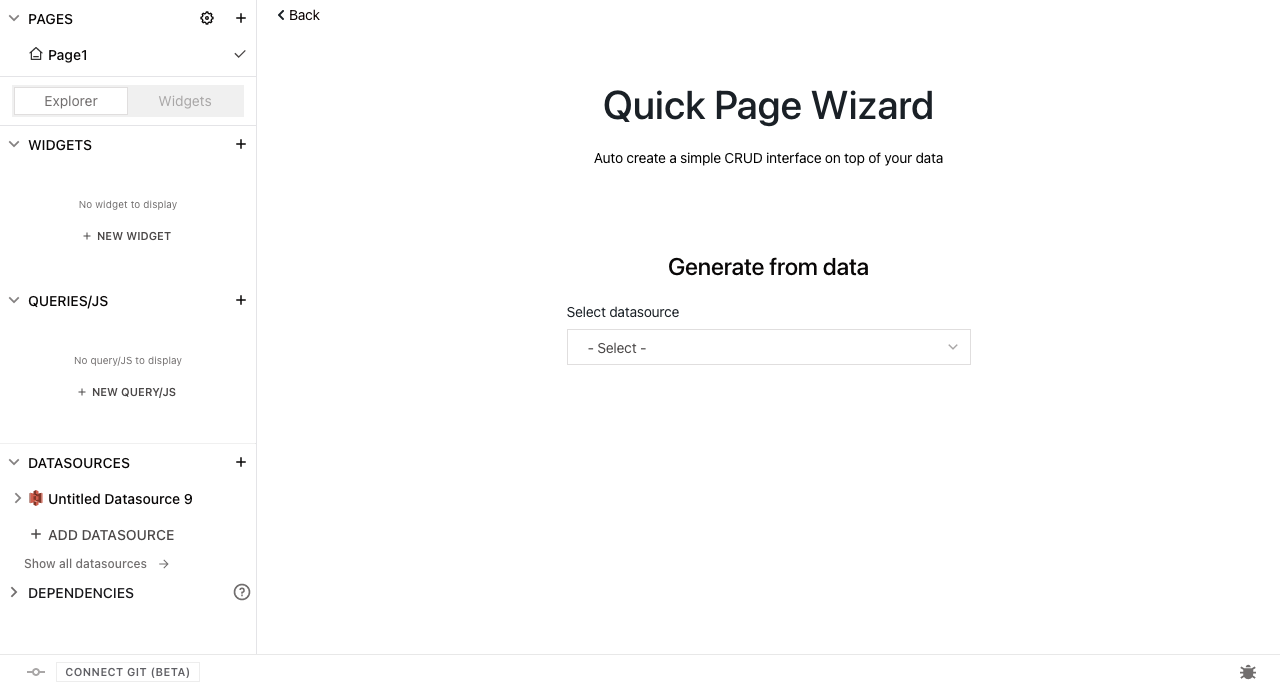 PAGES
Page1
Explorer
Widgets
WIDGETS
No widget to display
NEW WIDGET
QUERIES/JS
No query/JS to display
NEW QUERY/JS
DATASOURCES
Untitled Datasource 9
ADD DATASOURCE
Show all datasources
DEPENDENCIES
?
CONNECT GIT (BETA)
Back
Quick Page Wizard
Auto create a simple CRUD interface on top of your data
Generate from data
Select datasource
- Select -